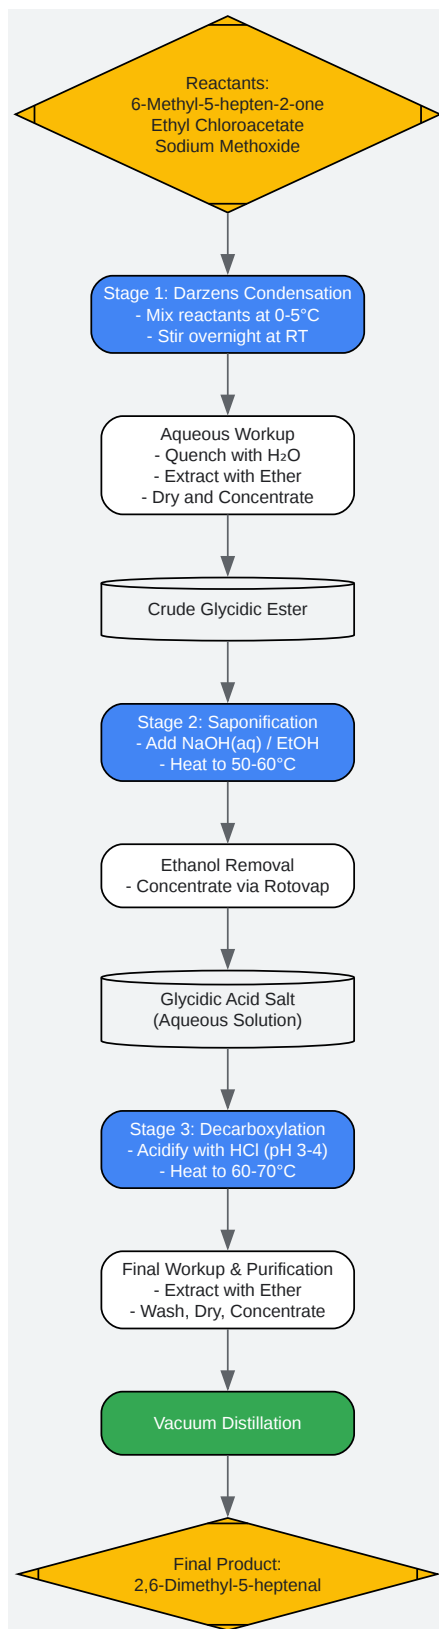 Reactants:
6-Methyl-5-hepten-2-one
Ethyl Chloroacetate
Sodium Methoxide
Stage 1: Darzens Condensation
- Mix reactants at 0-5°C
- Stir overnight at RT
Aqueous Workup
- Quench with H₂O
- Extract with Ether
- Dry and Concentrate
Crude Glycidic Ester
Stage 2: Saponification
- Add NaOH(aq) / EtOH
- Heat to 50-60°C
Ethanol Removal
- Concentrate via Rotovap
Glycidic Acid Salt
(Aqueous Solution)
Stage 3: Decarboxylation
- Acidify with HCl (pH 3-4)
- Heat to 60-70°C
Final Workup & Purification
- Extract with Ether
- Wash, Dry, Concentrate
Vacuum Distillation
Final Product:
2,6-Dimethyl-5-heptenal